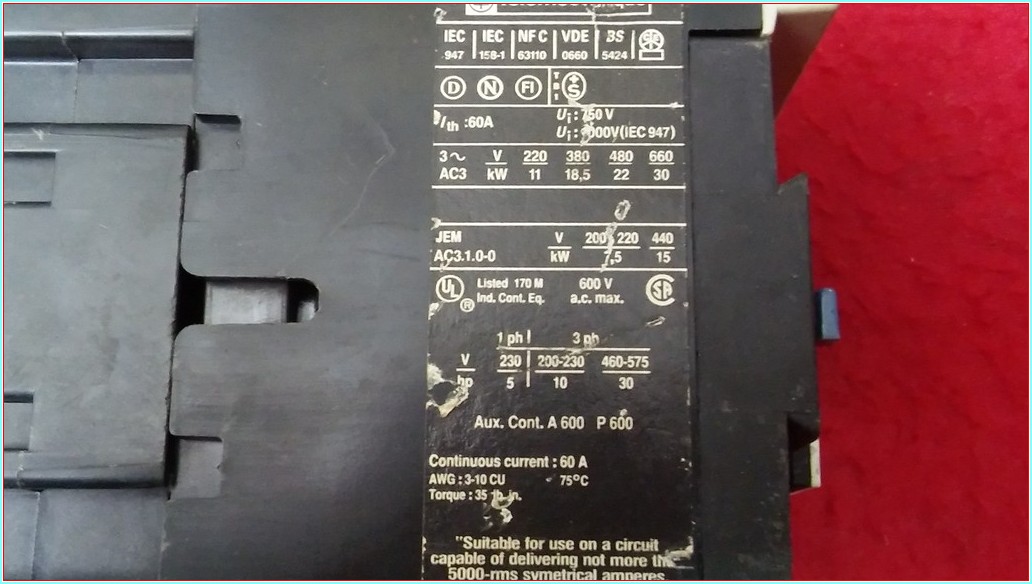 IEC | IEC | NF C | VDE | BS
947 | 158-1 | 63110 | 0660 | 5424
D N FI S
Ith :60A
Ui : 750 V
Ui : 1000V(IEC 947)
3~ V 220 380 480 660
AC3 kW 11 18,5 22 30
JEM V 200 220 440
AC3.1.0-0 kW 7,5 15
UL ® Listed 170 M 600 V SA
Ind. Cont. Eq. a.c. max.
1 ph 3 ph
V 230 200-230 460-575
hp 5 10 30
Aux. Cont. A 600 P 600
Continuous current : 60 A
AWG : 3-10 CU 75°C
Torque : 35 lb. in.
"Suitable for use on a circuit
capable of delivering not more
5000-rms symetrical amperes